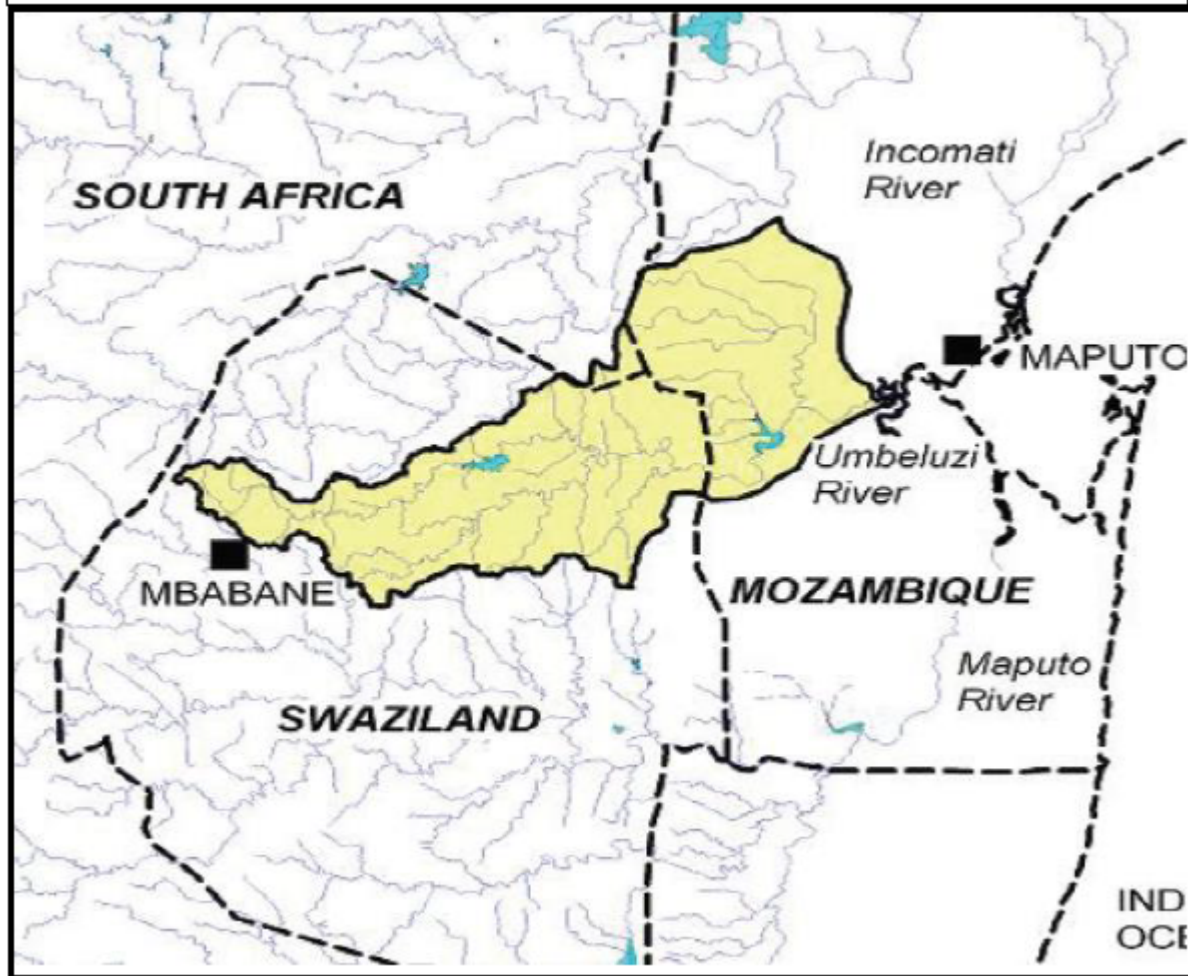 Incomati
River
SOUTH AFRICA
MAPUTO
Umbeluzi
River
MBABANE
MOZAMBIQUE
Maputo
River
SWAZILAND
IND
OCE